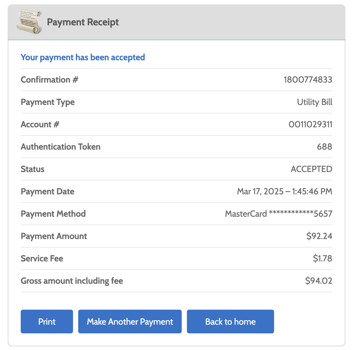 Payment Receipt
Your payment has been accepted
Confirmation # 1800774833
Payment Type Utility Bill
Account # 0011029311
Authentication Token 688
Status ACCEPTED
Payment Date Mar 17, 2025 – 1:45:46 PM
Payment Method MasterCard ************5657
Payment Amount $92.24
Service Fee $1.78
Gross amount including fee $94.02
Print Make Another Payment Back to home